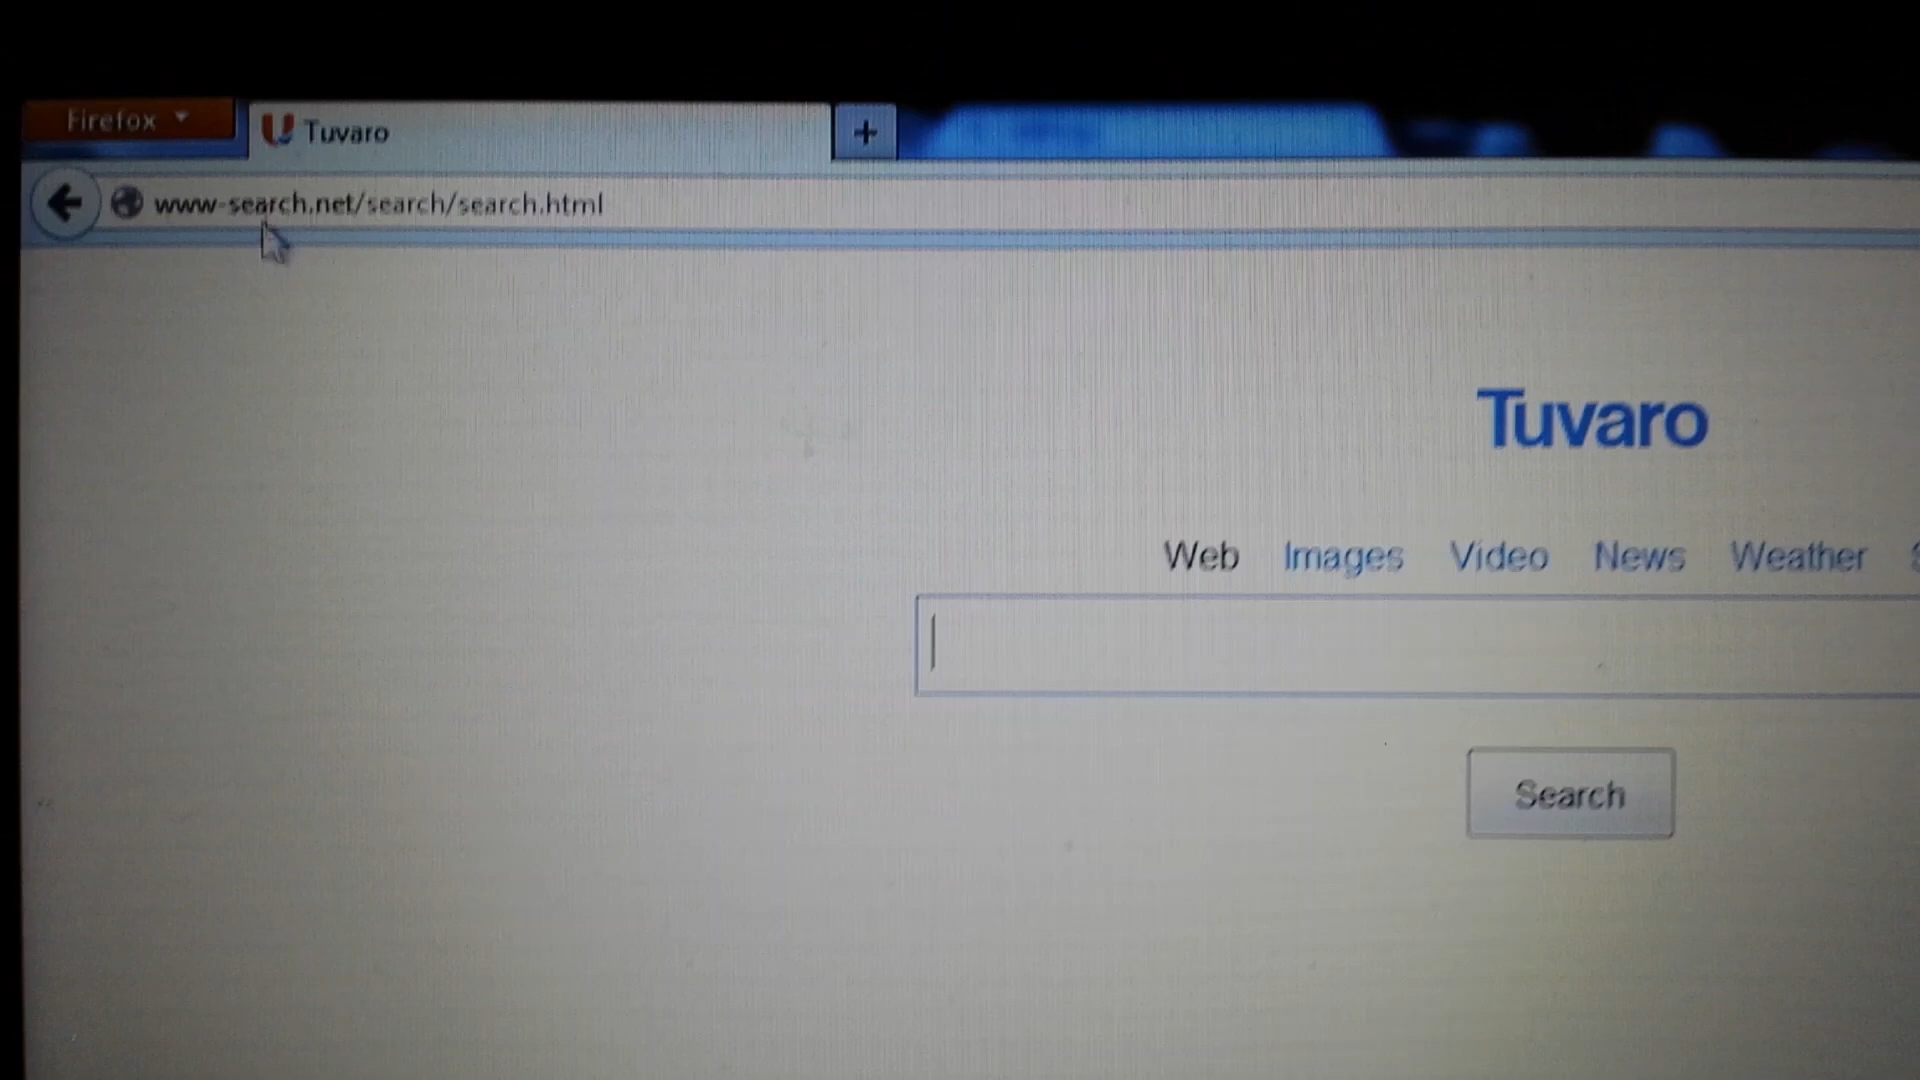 Firefox
Tuvaro
+
www-search.net/search/search.html
Tuvaro
Web Images Video News Weather
Search